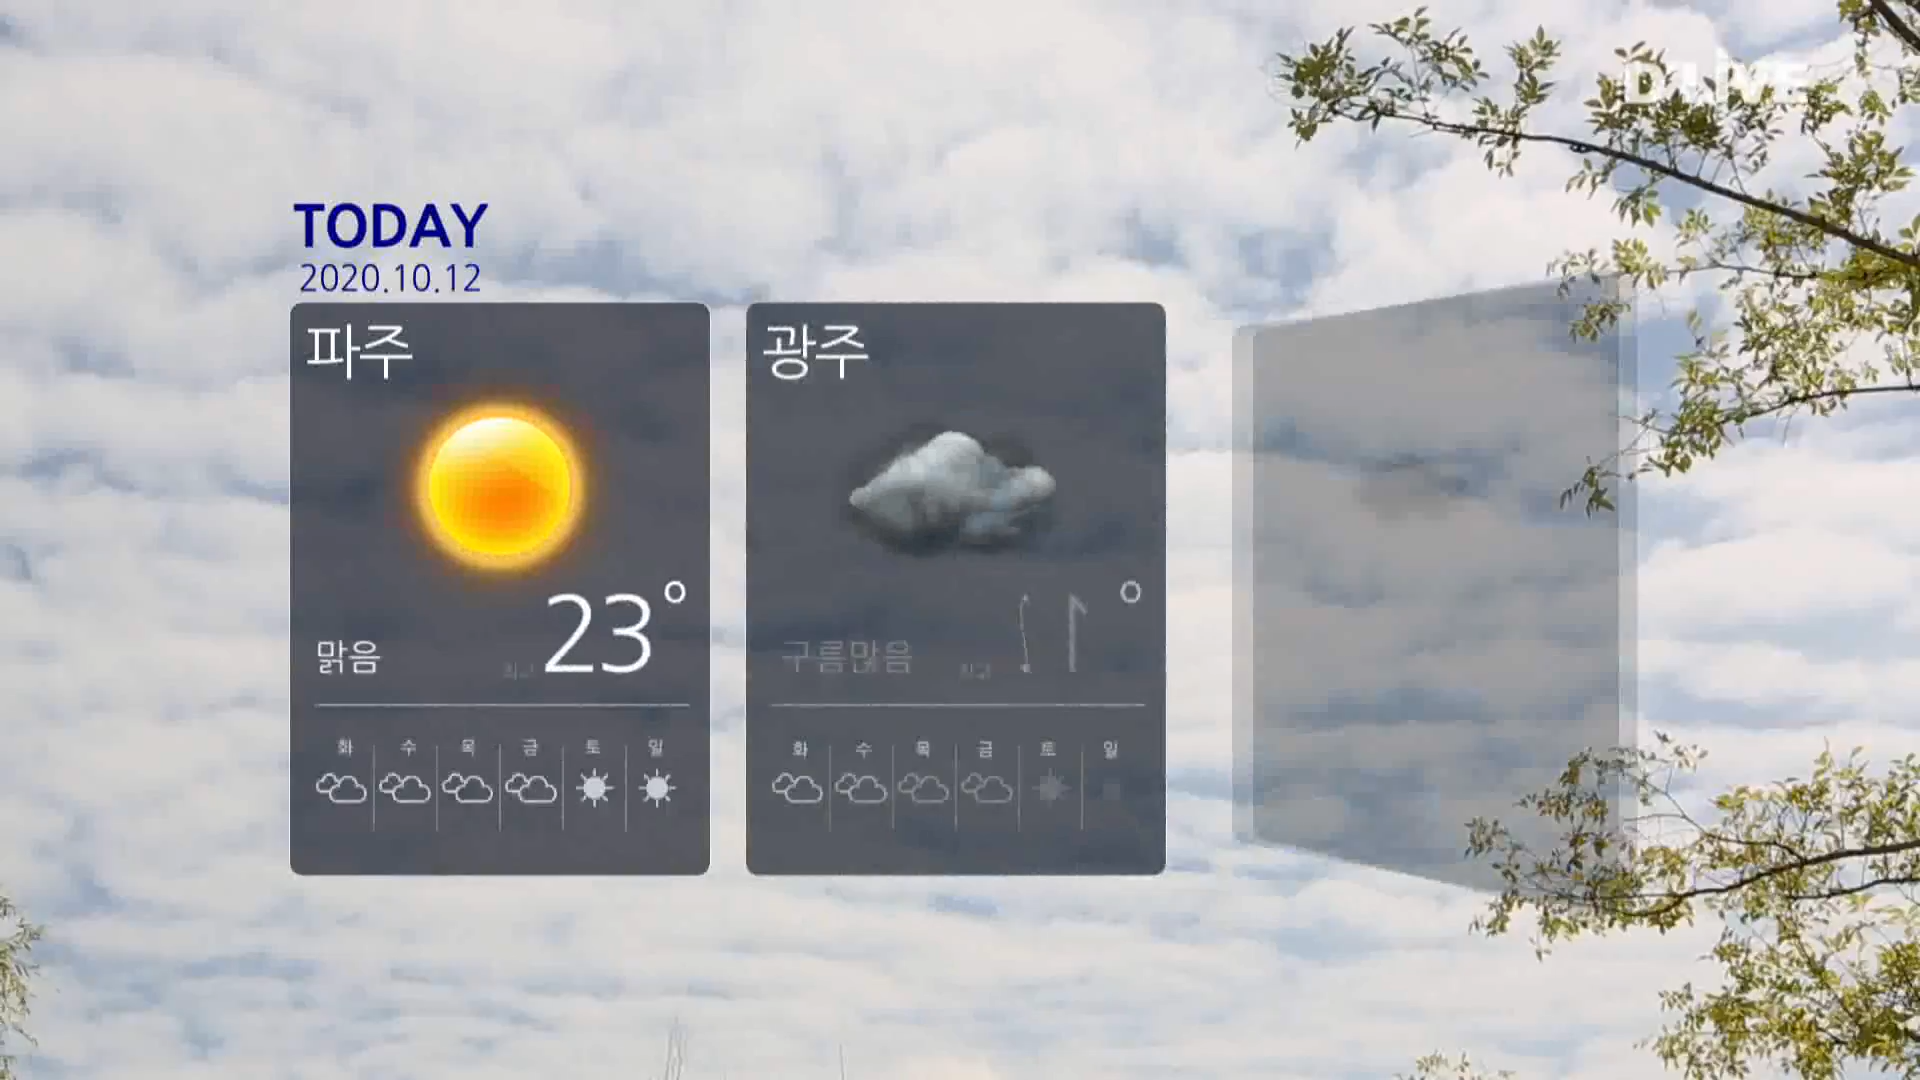 D'LIVE
TODAY
2020.10.12
파주
맑음
23°
화 수 목 금 토 일
광주
구름많음
°
화 수 목 금 토 일